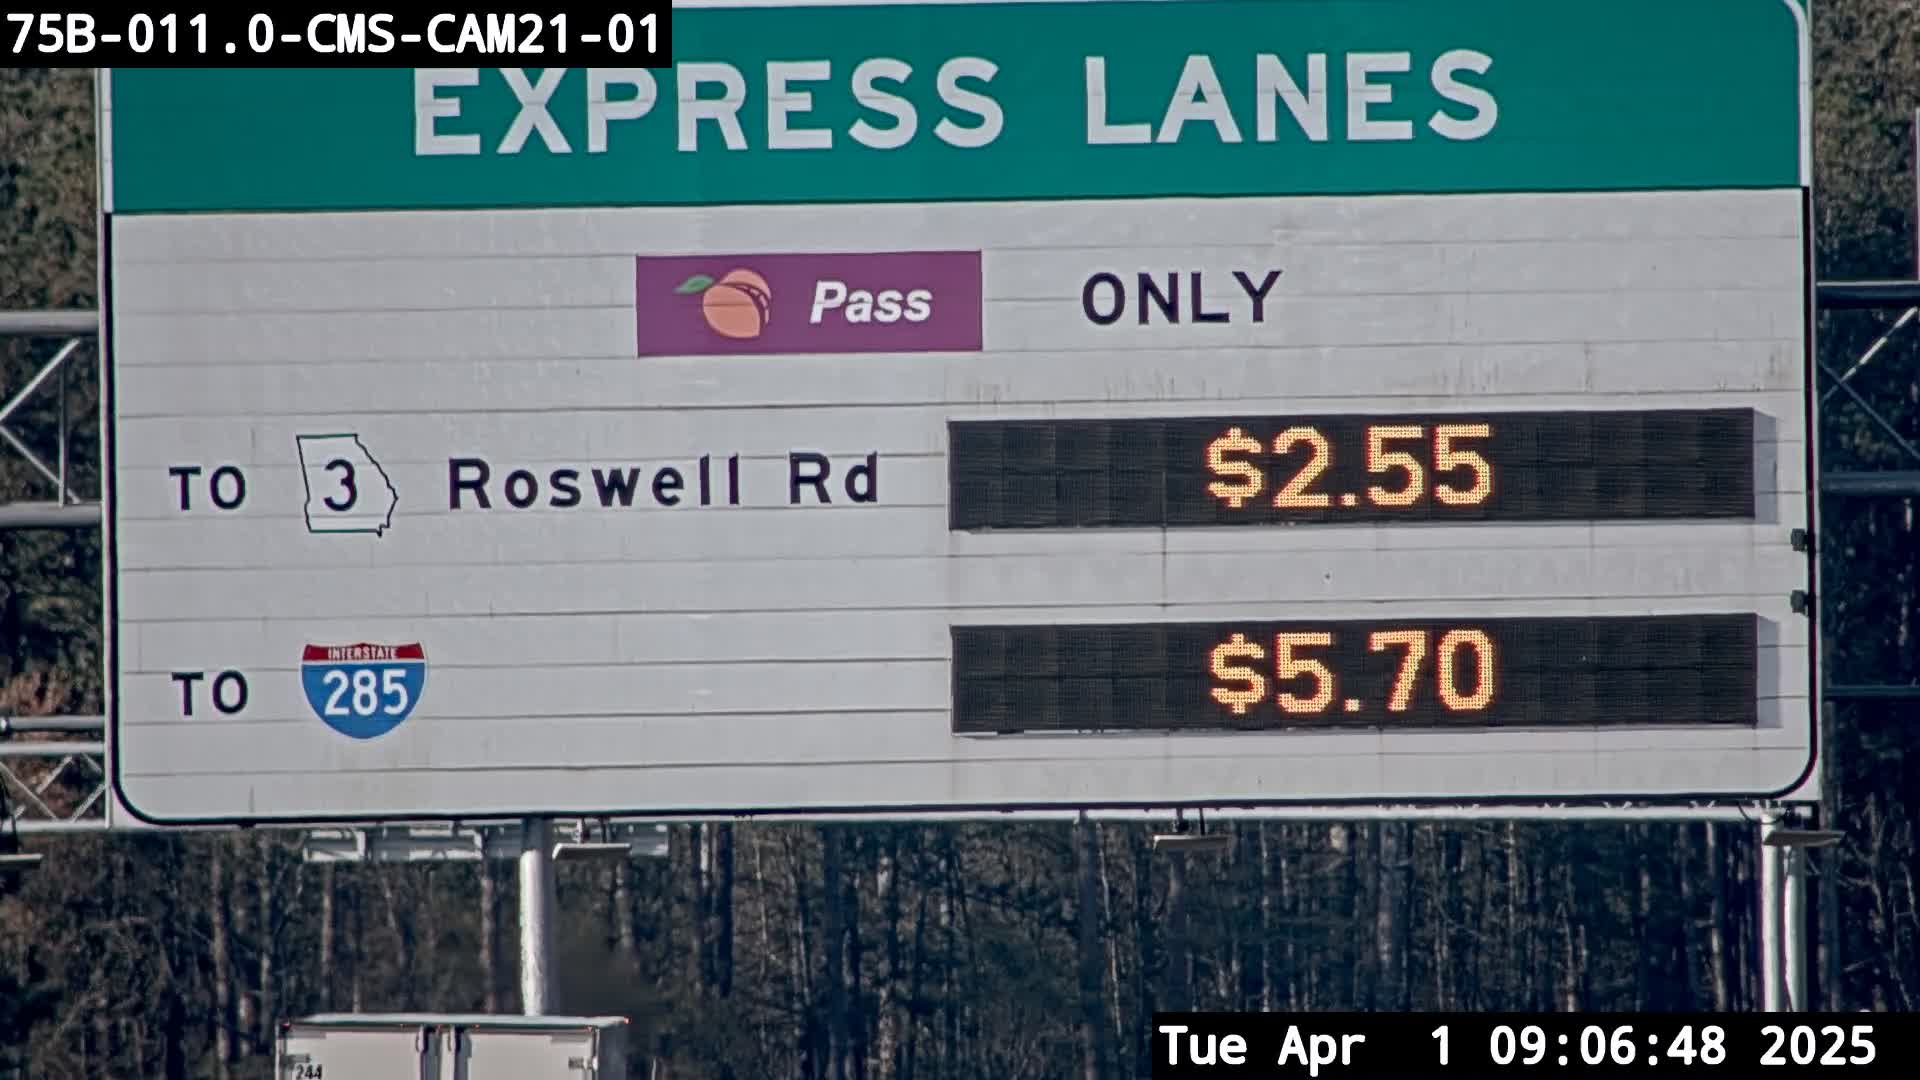 75B-011.0-CMS-CAM21-01
EXPRESS LANES
Pass ONLY
TO 3 Roswell Rd $2.55
TO INTERSTATE 285 $5.70
244
Tue Apr 1 09:06:48 2025